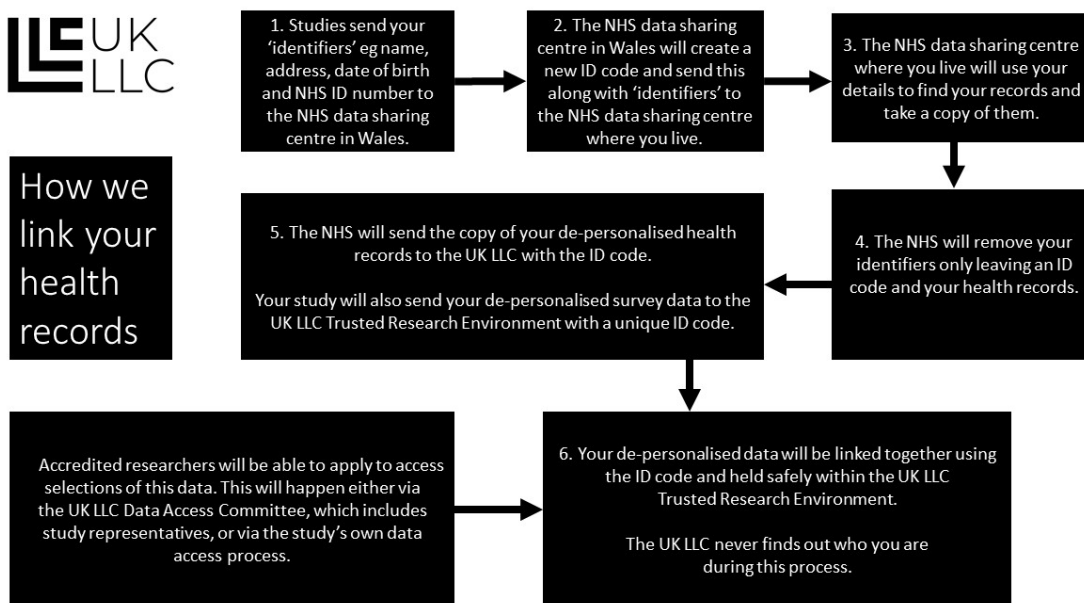 UK
LLC
How we
link your
health
records
1. Studies send your
‘identifiers’ eg name,
address, date of birth
and NHS ID number to
the NHS data sharing
centre in Wales.
2. The NHS data sharing
centre in Wales will create a
new ID code and send this
along with ‘identifiers’ to
the NHS data sharing centre
where you live.
3. The NHS data sharing centre
where you live will use your
details to find your records and
take a copy of them.
4. The NHS will remove your
identifiers only leaving an ID
code and your health records.
5. The NHS will send the copy of your de-personalised health
records to the UK LLC with the ID code.
Your study will also send your de-personalised survey data to the
UK LLC Trusted Research Environment with a unique ID code.
6. Your de-personalised data will be linked together using
the ID code and held safely within the UK LLC
Trusted Research Environment.
The UK LLC never finds out who you are
during this process.
Accredited researchers will be able to apply to access
selections of this data. This will happen either via
the UK LLC Data Access Committee, which includes
study representatives, or via the study’s own data
access process.